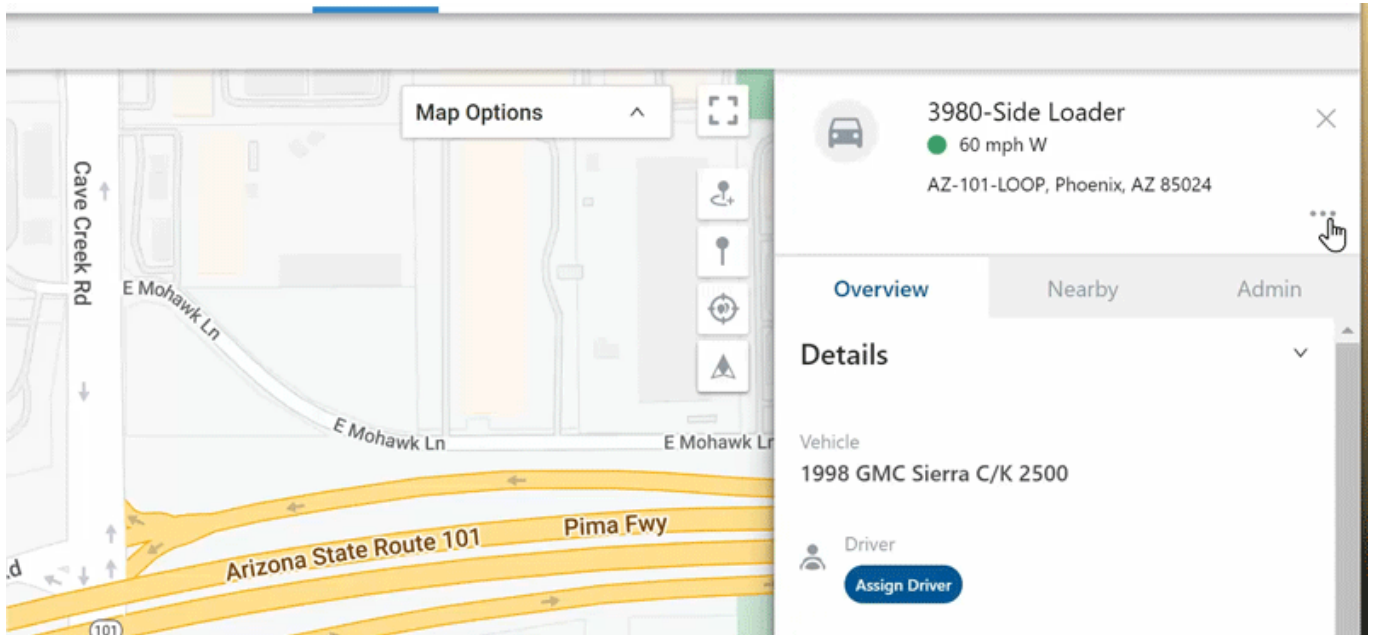 Map Options
Cave Creek Rd
E Mohawk Ln
E Mohawk Ln
E Mohawk Ln
Pima Fwy
Arizona State Route 101
101
3980-Side Loader
60 mph W
AZ-101-LOOP, Phoenix, AZ 85024
Overview
Nearby
Admin
Details
Vehicle
1998 GMC Sierra C/K 2500
Driver
Assign Driver